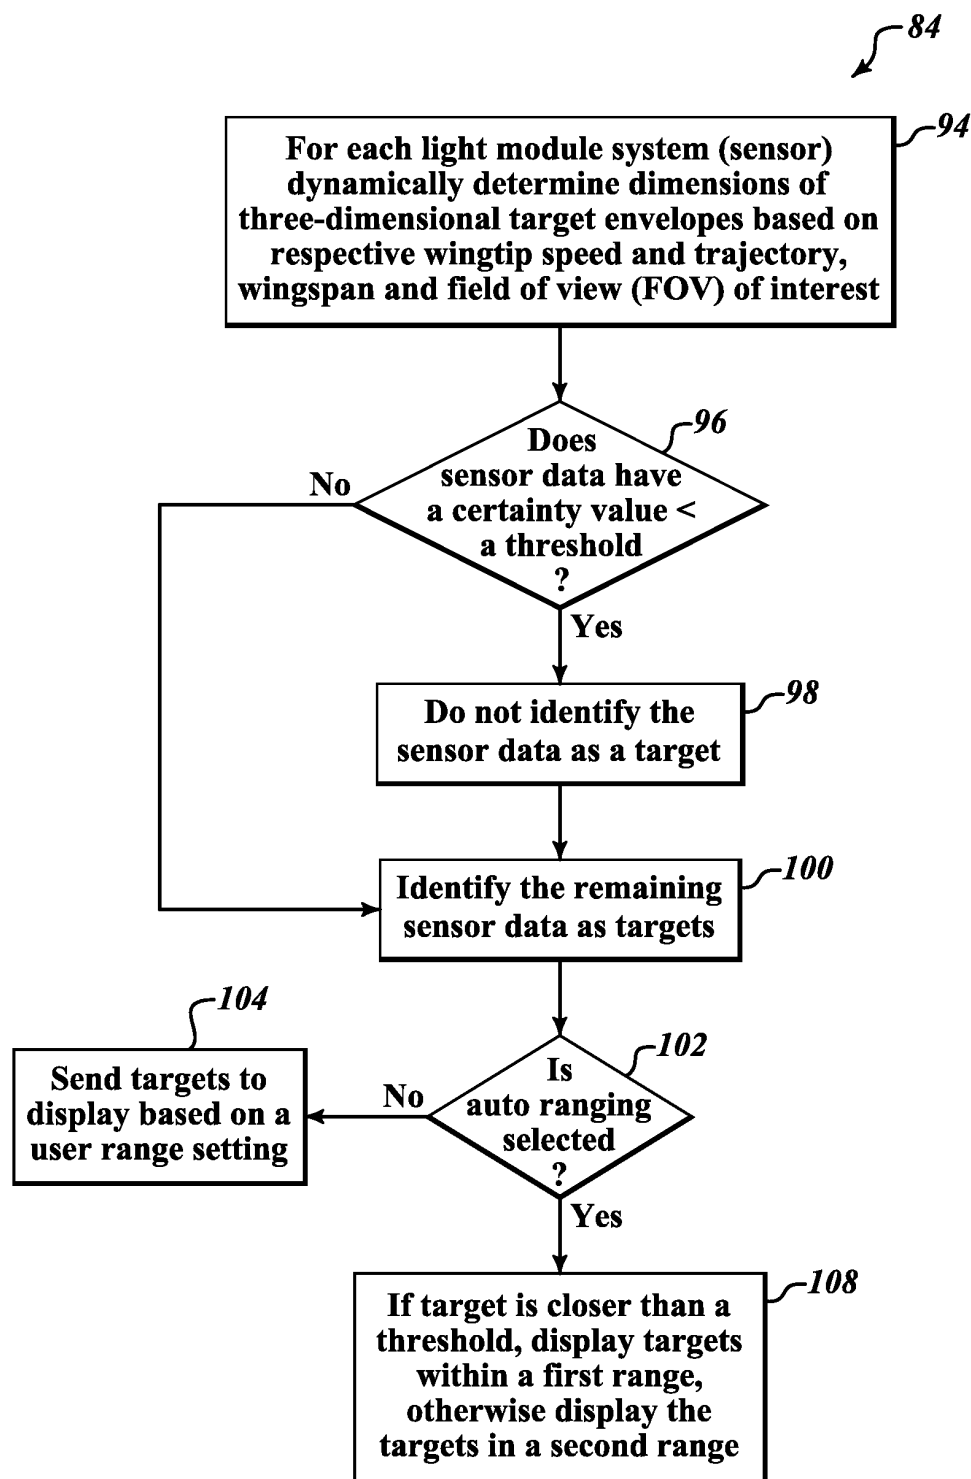 84
94
For each light module system (sensor)
dynamically determine dimensions of
three-dimensional target envelopes based on
respective wingtip speed and trajectory,
wingspan and field of view (FOV) of interest
96
Does
sensor data have
a certainty value <
a threshold
?
No
Yes
98
Do not identify the
sensor data as a target
100
Identify the remaining
sensor data as targets
104
Send targets to
display based on a
user range setting
102
Is
auto ranging
selected
?
No
Yes
108
If target is closer than a
threshold, display targets
within a first range,
otherwise display the
targets in a second range